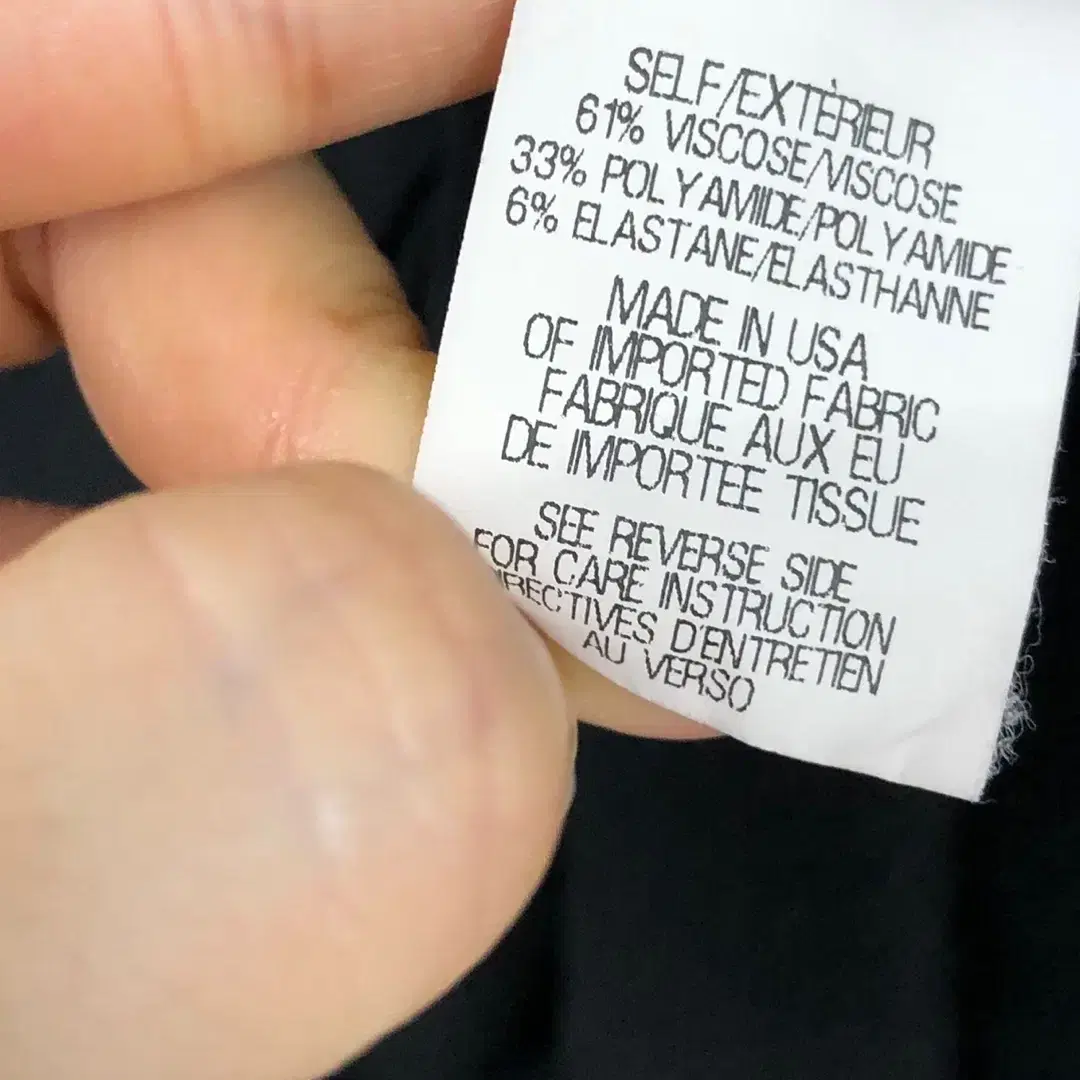 SELF/EXTÈRIEUR
61% VISCOSE/VISCOSE
33% POLYAMIDE/POLYAMIDE
6% ELASTANE/ELASTHANNE
MADE IN USA
OF IMPORTED FABRIC
FABRIQUE AUX EU
DE IMPORTEE TISSUE
SEE REVERSE SIDE
FOR CARE INSTRUCTION
D'ENTRETIEN
AU VERSO